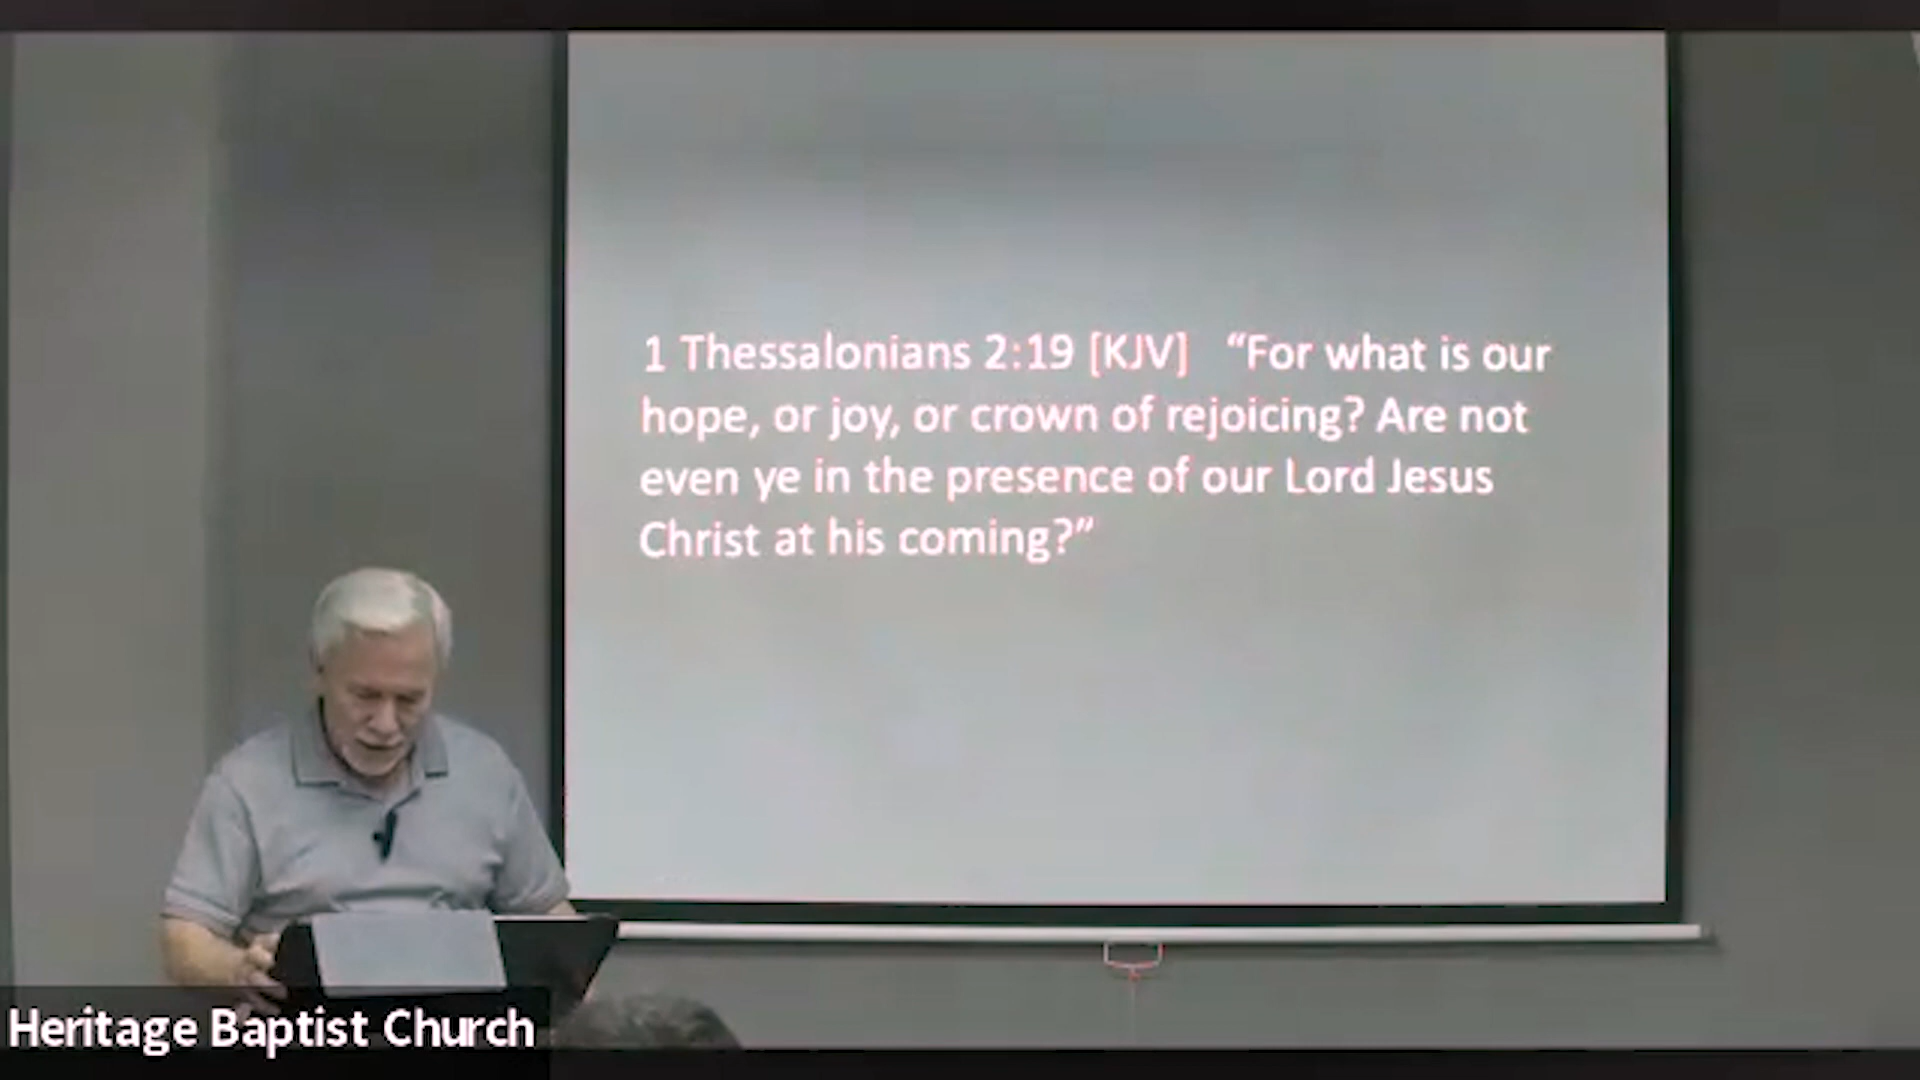 1 Thessalonians 2:19 [KJV] “For what is our
hope, or joy, or crown of rejoicing? Are not
even ye in the presence of our Lord Jesus
Christ at his coming?”
Heritage Baptist Church